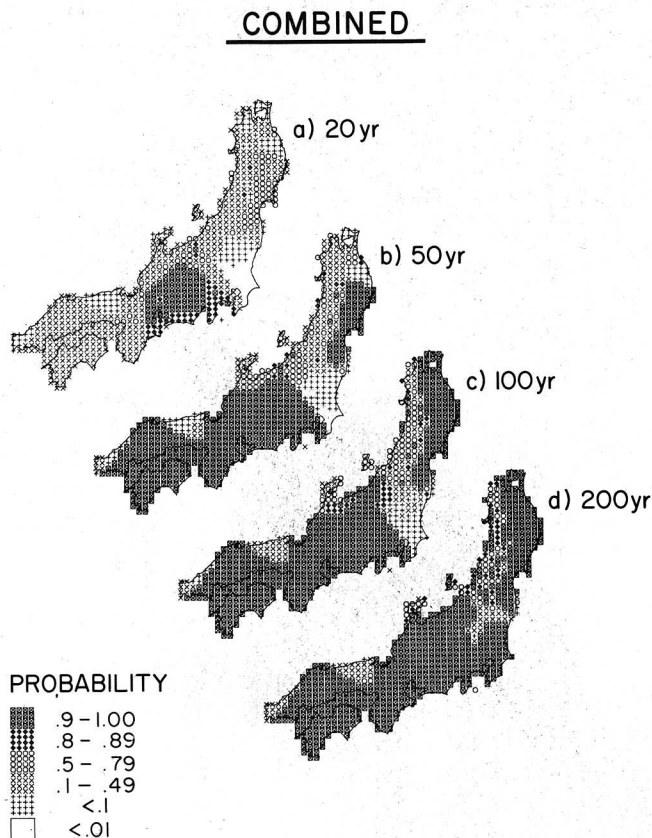 COMBINED
a) 20yr
b) 50yr
c) 100yr
d) 200yr
PROBABILITY
.9-1.00
.8 - .89
.5 - .79
.1 - .49
<.1
<.01